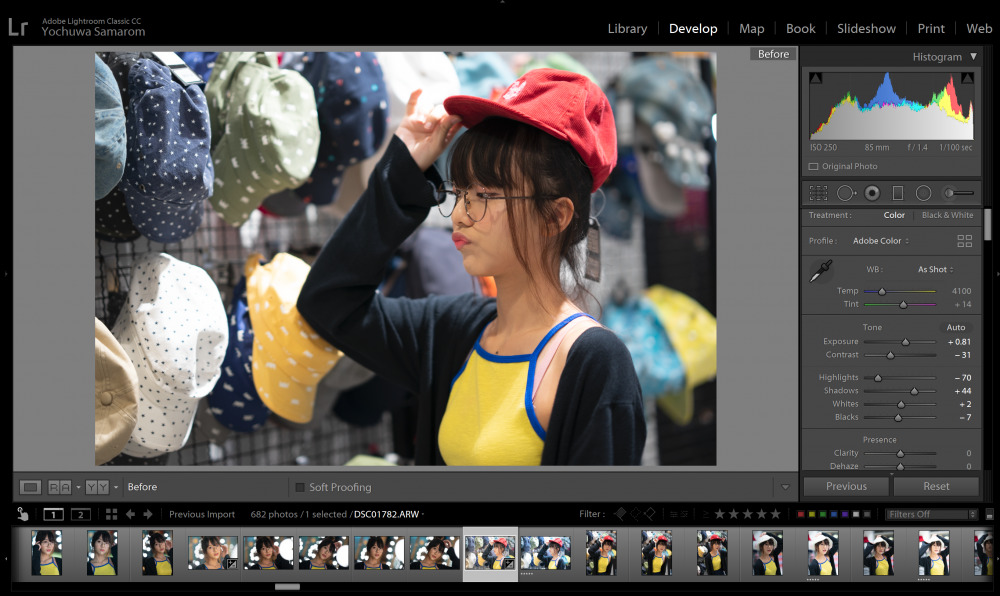 Lr
Adobe Lightroom Classic CC
Yochuwa Samarom
Library | Develop | Map | Book | Slideshow | Print | Web
Before
Histogram
ISO 250 85 mm f / 1.4 1/100 sec
Original Photo
Treatment : Color | Black & White
Profile : Adobe Color
WB : As Shot
Temp 4100
Tint + 14
Tone Auto
Exposure + 0.81
Contrast – 31
Highlights – 70
Shadows + 44
Whites + 2
Blacks – 7
Presence
Clarity 0
Dehaze 0
R A Y Y Before Soft Proofing
Previous Reset
1 2 Previous Import 682 photos / 1 selected / DSC01782.ARW Filter : Filters Off